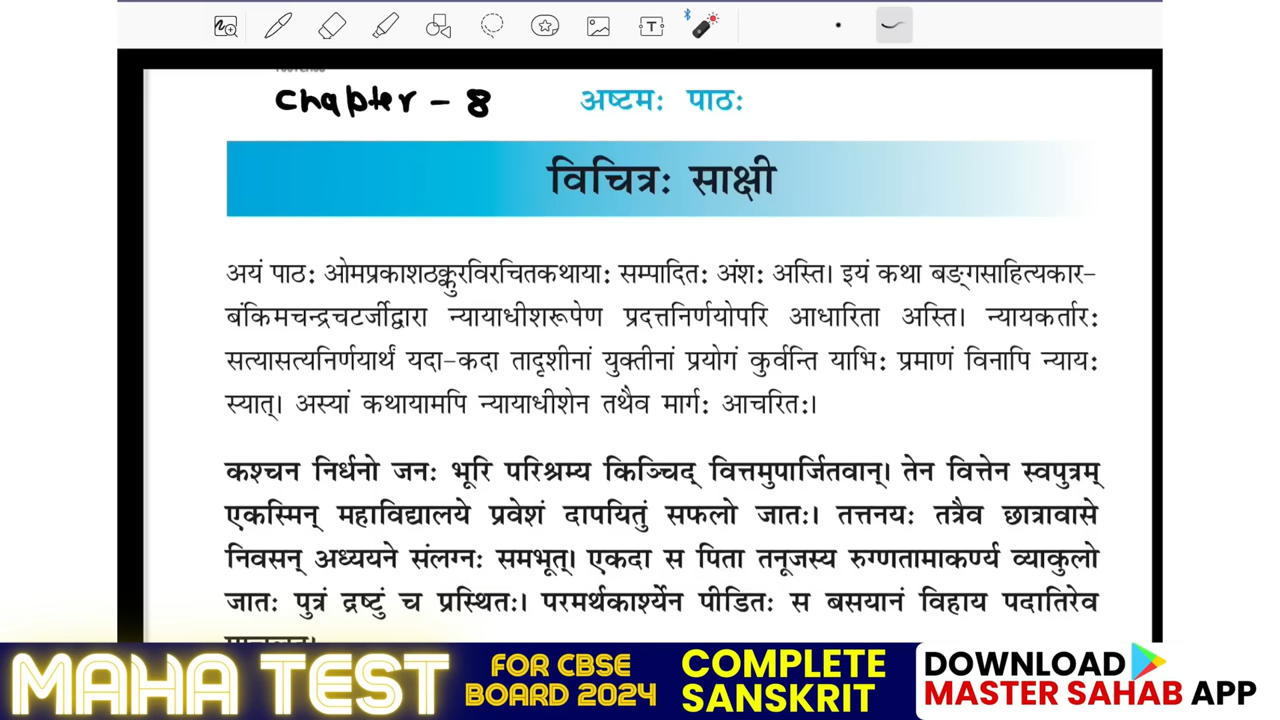 Chapter - 8
अष्टमः पाठः
विचित्रः साक्षी
अयं पाठः ओमप्रकाशठक्कुरविरचितकथायाः सम्पादितः अंशः अस्ति। इयं कथा बङ्गसाहित्यकार-
बंकिमचन्द्रचटर्जीद्वारा न्यायाधीशरूपेण प्रदत्तनिर्णयोपरि आधारिता अस्ति। न्यायकर्तारः
सत्यासत्यनिर्णयार्थं यदा-कदा तादृशीनां युक्तीनां प्रयोगं कुर्वन्ति याभिः प्रमाणं विनापि न्यायः
स्यात्। अस्यां कथायामपि न्यायाधीशेन तथैव मार्गः आचरितः।
कश्चन निर्धनो जनः भूरि परिश्रम्य किञ्चिद् वित्तमुपार्जितवान्। तेन वित्तेन स्वपुत्रम्
एकस्मिन् महाविद्यालये प्रवेशं दापयितुं सफलो जातः। तत्तनयः तत्रैव छात्रावासे
निवसन् अध्ययने संलग्नः समभूत्। एकदा स पिता तनूजस्य रुग्णतामाकर्ण्य व्याकुलो
जातः पुत्रं द्रष्टुं च प्रस्थितः। परमर्थकार्श्येन पीडितः स बसयानं विहाय पदातिरेव
MAHA TEST
FOR CBSE
BOARD 2024
COMPLETE
SANSKRIT
DOWNLOAD
MASTER SAHAB APP